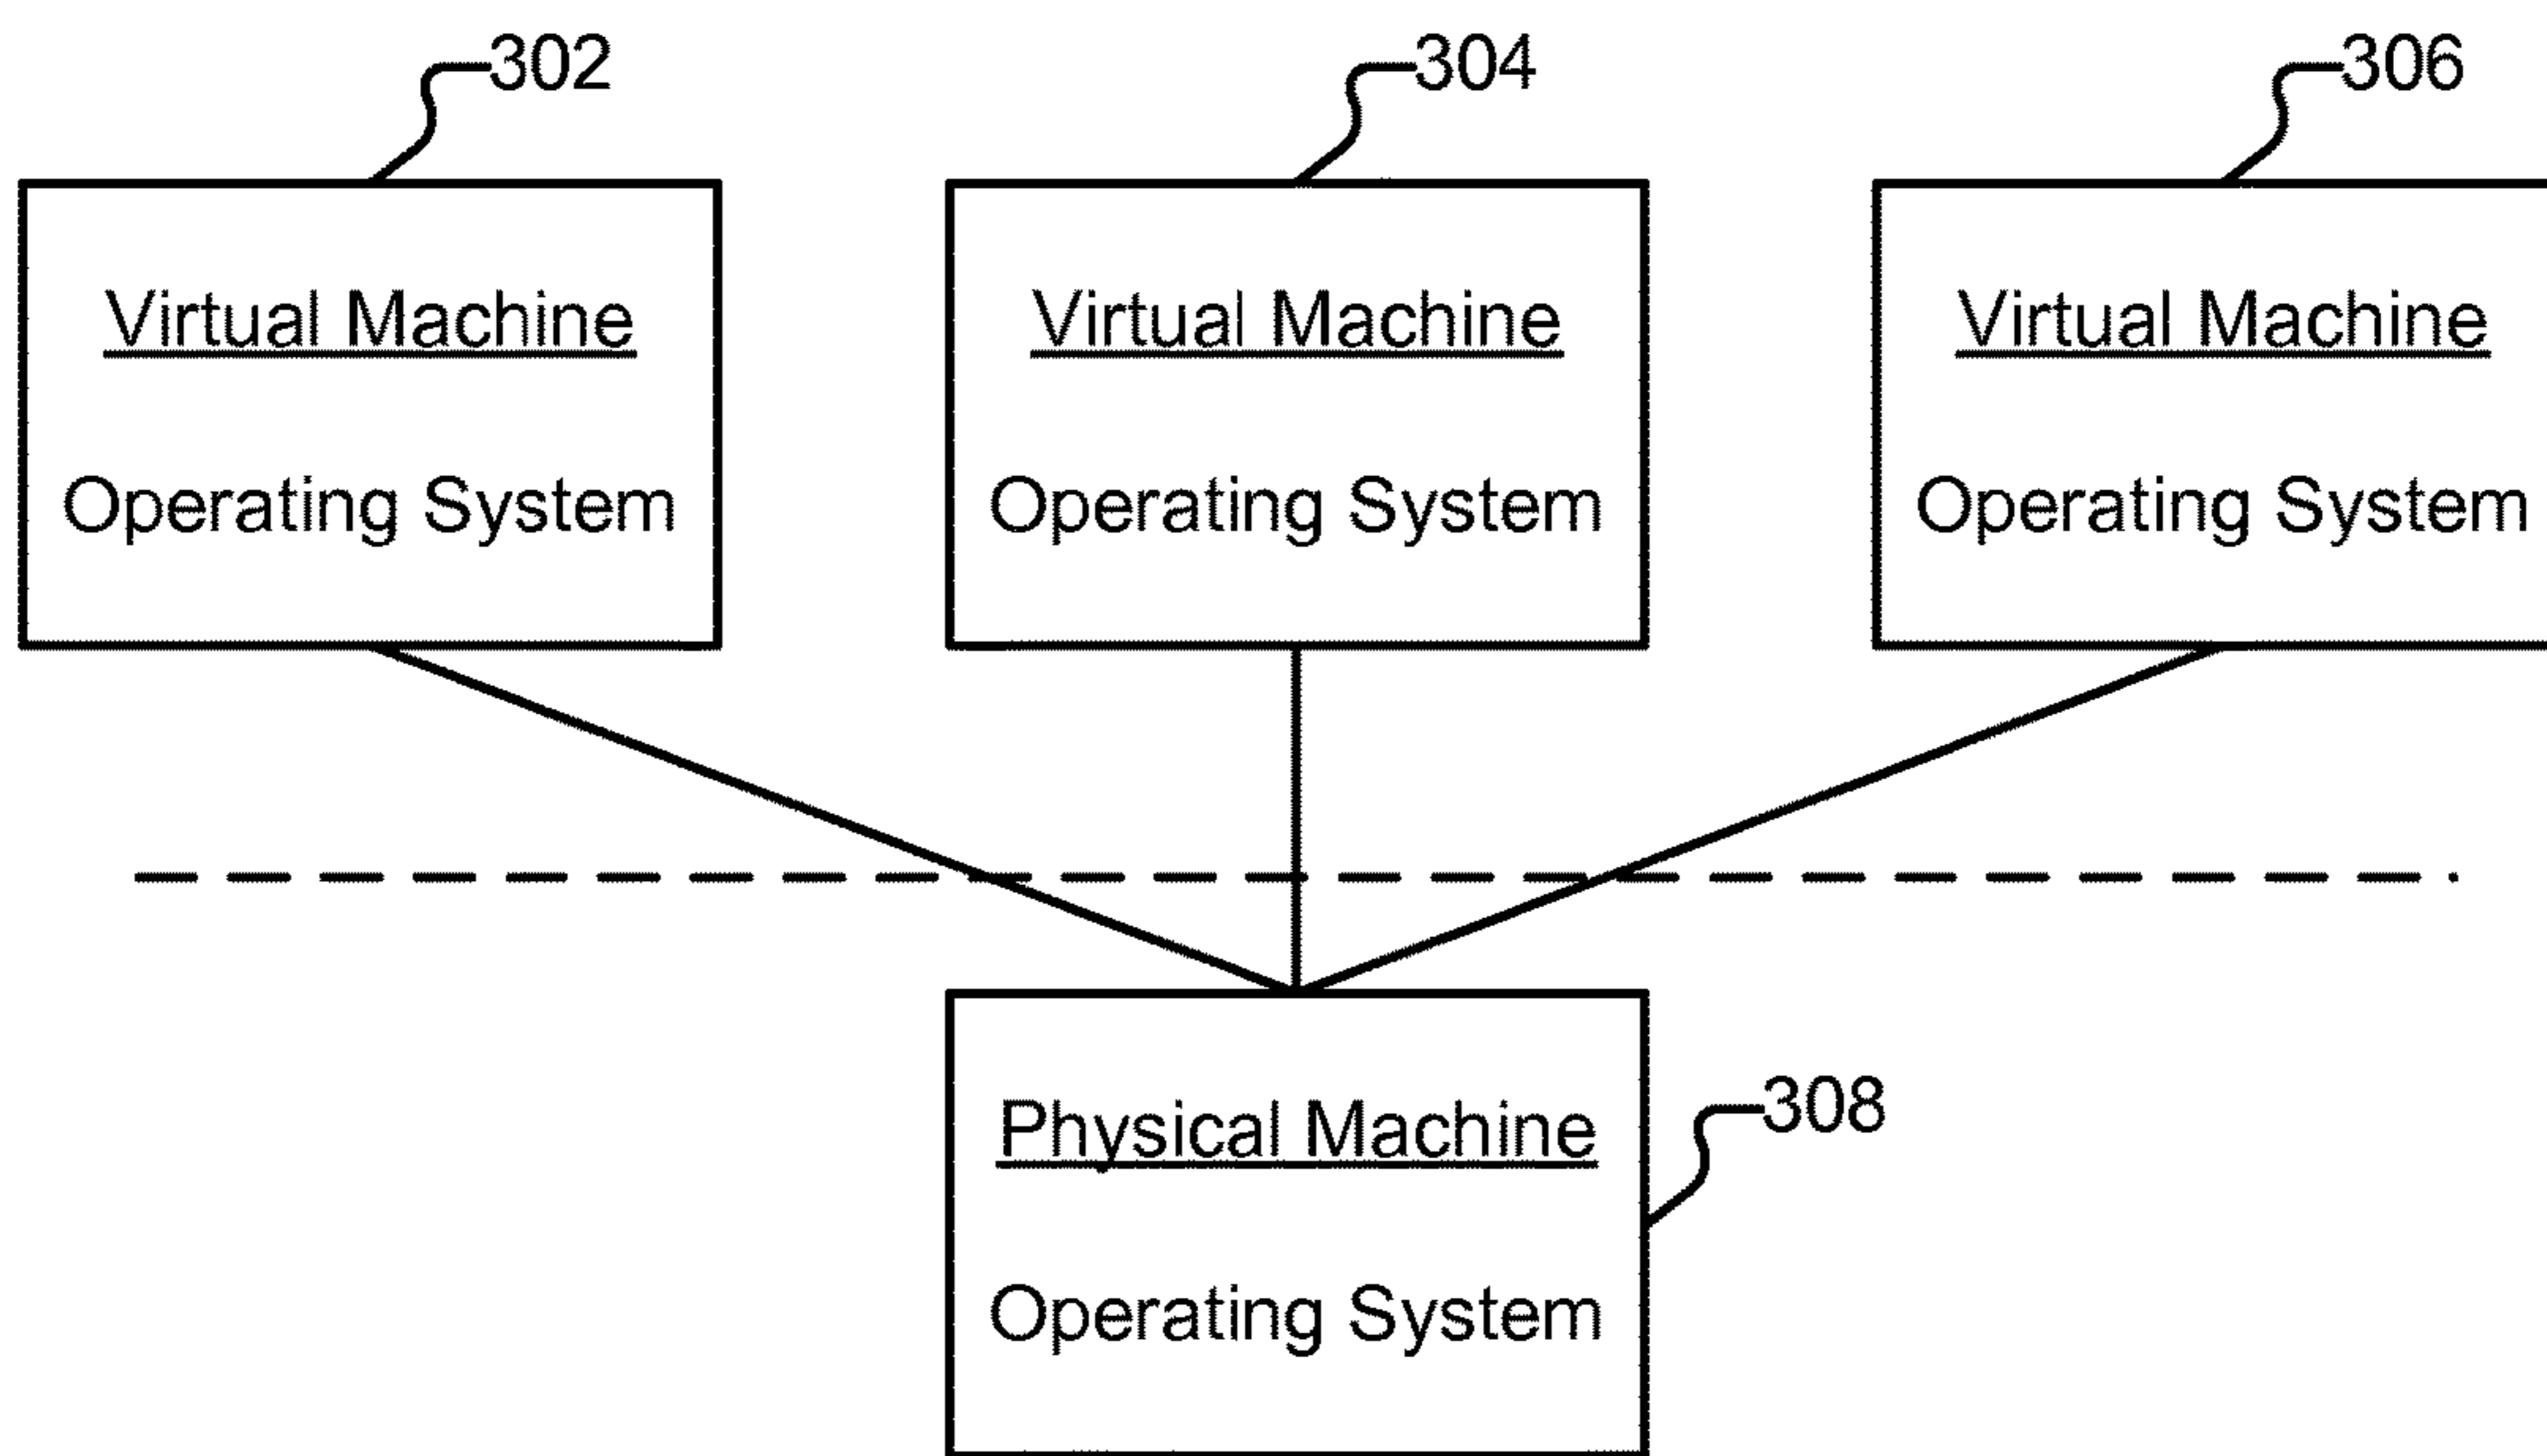 302
304
306
Virtual Machine
Operating System
Virtual Machine
Operating System
Virtual Machine
Operating System
308
Physical Machine
Operating System